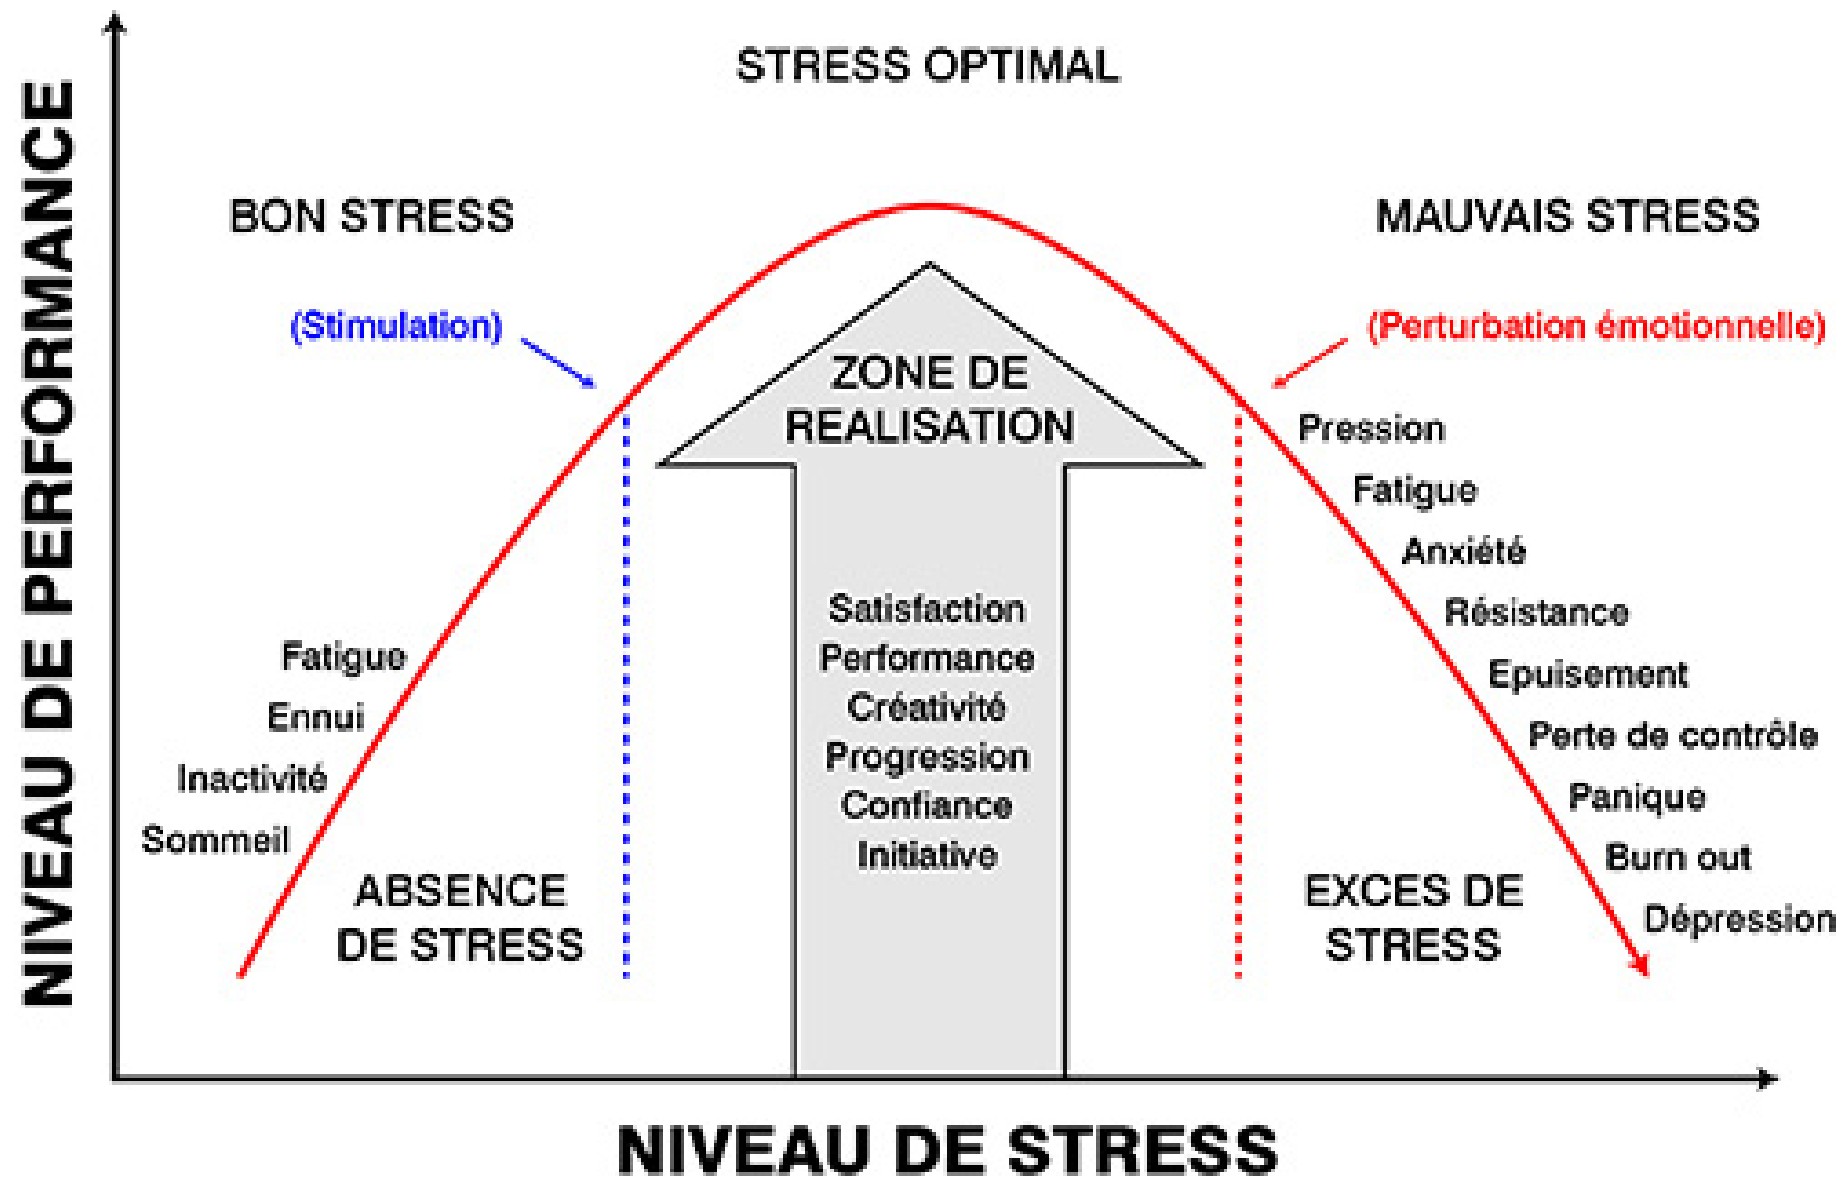 STRESS OPTIMAL
BON STRESS
MAUVAIS STRESS
(Stimulation)
(Perturbation émotionnelle)
ZONE DE
REALISATION
Satisfaction
Performance
Créativité
Progression
Confiance
Initiative
Fatigue
Ennui
Inactivité
Sommeil
ABSENCE
DE STRESS
Pression
Fatigue
Anxiété
Résistance
Epuisement
Perte de contrôle
Panique
Burn out
Dépression
EXCES DE
STRESS
NIVEAU DE PERFORMANCE
NIVEAU DE STRESS